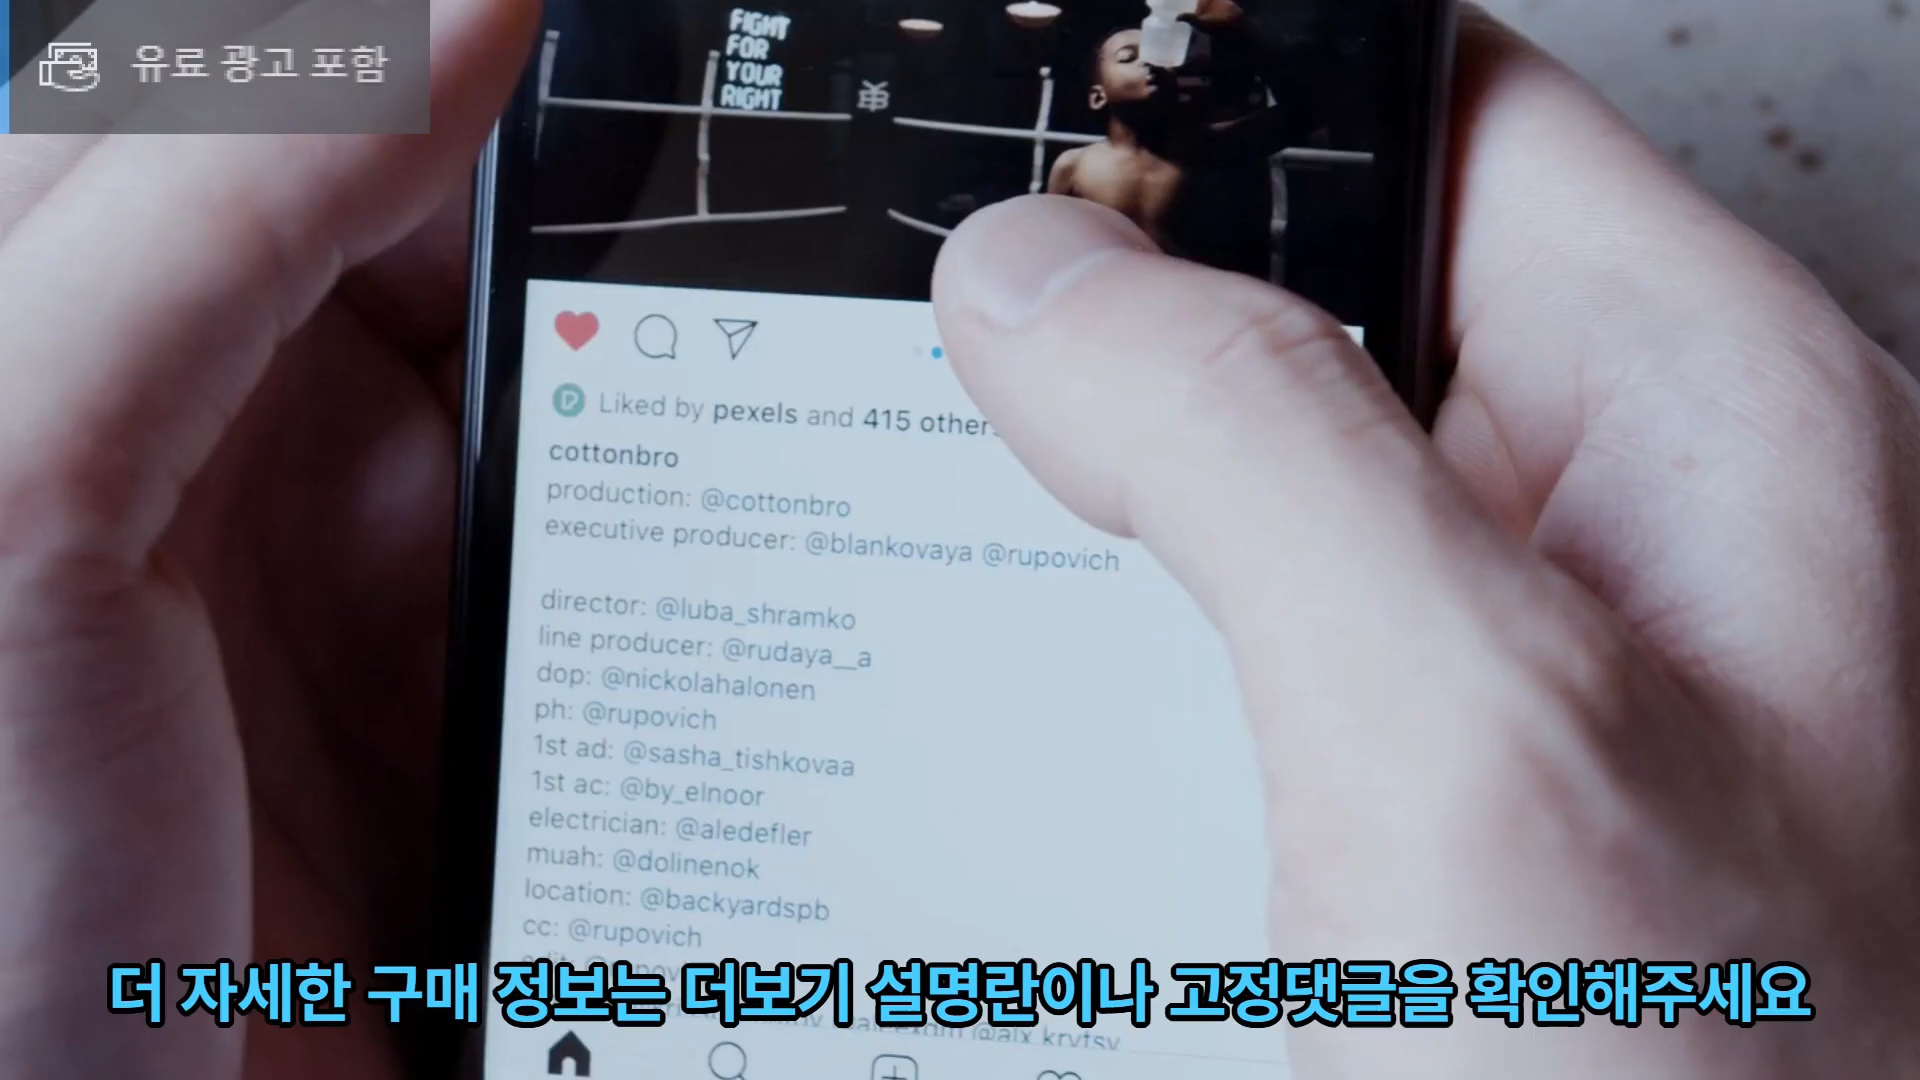 유료 광고 포함
FIGHT
FOR
YOUR
RIGHT
Liked by pexels and 415 others
cottonbro
production: @cottonbro
executive producer: @blankovaya @rupovich
director: @luba_shramko
line producer: @rudaya__a
dop: @nickolahalonen
ph: @rupovich
1st ad: @sasha_tishkovaa
1st ac: @by_elnoor
electrician: @aledefler
muah: @dolinenok
location: @backyardspb
cc: @rupovich
더 자세한 구매 정보는 더보기 설명란이나 고정댓글을 확인해주세요